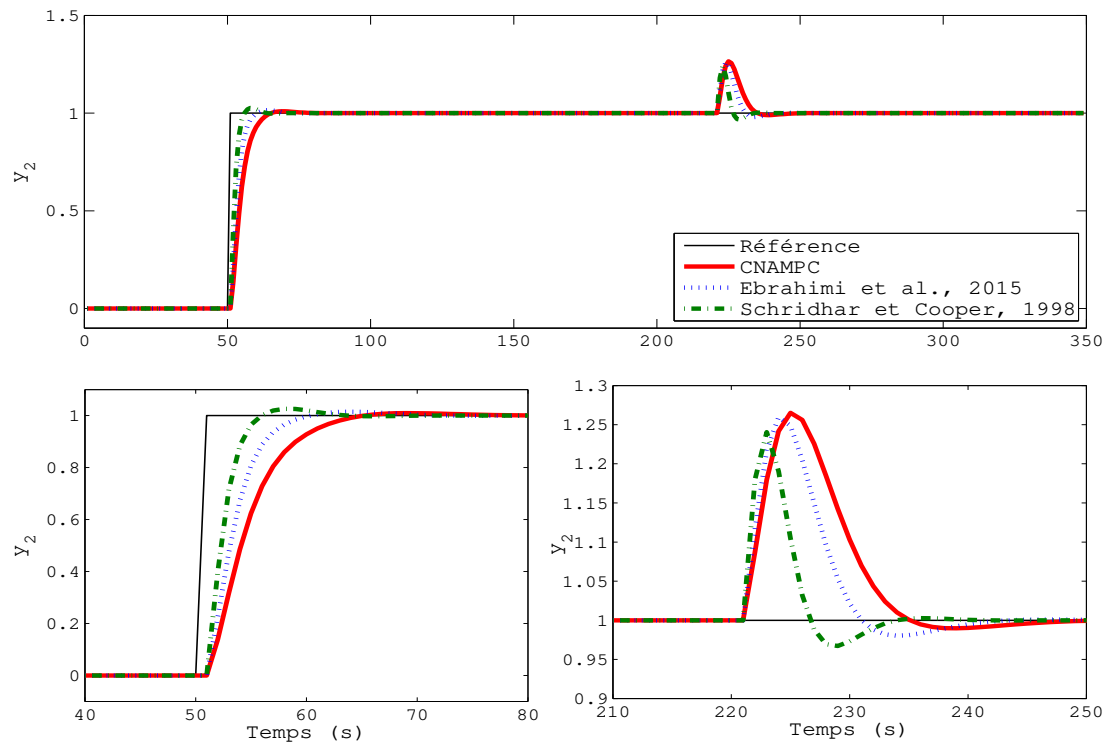 1.5
1
0.5
0
y2
0 50 100 150 200 250 300 350
Référence
CNAMPC
Ebrahimi et al., 2015
Schridhar et Cooper, 1998
1
0.8
0.6
0.4
0.2
0
y2
40 50 60 70 80
Temps (s)
1.3
1.25
1.2
1.15
1.1
1.05
1
0.95
0.9
y2
210 220 230 240 250
Temps (s)